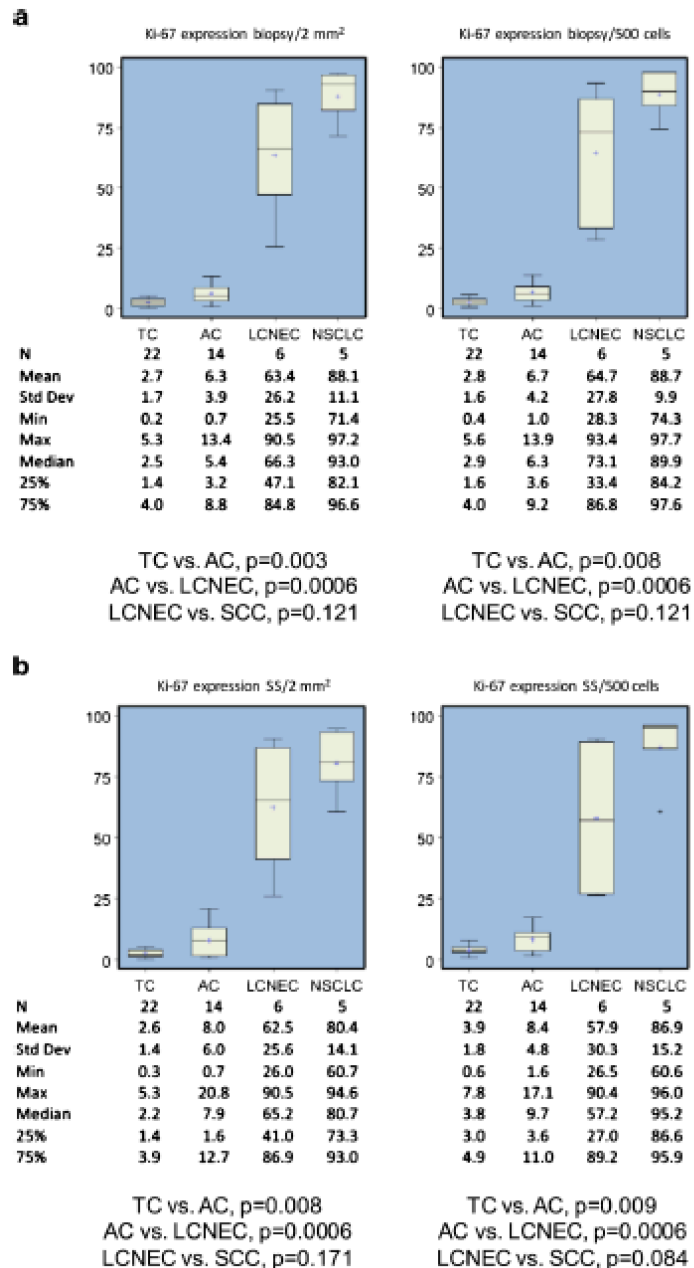 a
Ki-67 expression biopsy/2 mm²
Ki-67 expression biopsy/500 cells
100
75
50
25
0
100
75
50
25
0
TC AC LCNEC NSCLC TC AC LCNEC NSCLC
N 22 14 6 5 22 14 6 5
Mean 2.7 6.3 63.4 88.1 2.8 6.7 64.7 88.7
Std Dev 1.7 3.9 26.2 11.1 1.6 4.2 27.8 9.9
Min 0.2 0.7 25.5 71.4 0.4 1.0 28.3 74.3
Max 5.3 13.4 90.5 97.2 5.6 13.9 93.4 97.7
Median 2.5 5.4 66.3 93.0 2.9 6.3 73.1 89.9
25% 1.4 3.2 47.1 82.1 1.6 3.6 33.4 84.2
75% 4.0 8.8 84.8 96.6 4.0 9.2 86.8 97.6
TC vs. AC, p=0.003
AC vs. LCNEC, p=0.0006
LCNEC vs. SCC, p=0.121
TC vs. AC, p=0.008
AC vs. LCNEC, p=0.0006
LCNEC vs. SCC, p=0.121
b
Ki-67 expression SS/2 mm²
Ki-67 expression SS/500 cells
100
75
50
25
0
100
75
50
25
0
TC AC LCNEC NSCLC TC AC LCNEC NSCLC
N 22 14 6 5 22 14 6 5
Mean 2.6 8.0 62.5 80.4 3.9 8.4 57.9 86.9
Std Dev 1.4 6.0 25.6 14.1 1.8 4.8 30.3 15.2
Min 0.3 0.7 26.0 60.7 0.6 1.6 26.5 60.6
Max 5.3 20.8 90.5 94.6 7.8 17.1 90.4 96.0
Median 2.2 7.9 65.2 80.7 3.8 9.7 57.2 95.2
25% 1.4 1.6 41.0 73.3 3.0 3.6 27.0 86.6
75% 3.9 12.7 86.9 93.0 4.9 11.0 89.2 95.9
TC vs. AC, p=0.008
AC vs. LCNEC, p=0.0006
LCNEC vs. SCC, p=0.171
TC vs. AC, p=0.009
AC vs. LCNEC, p=0.0006
LCNEC vs. SCC, p=0.084